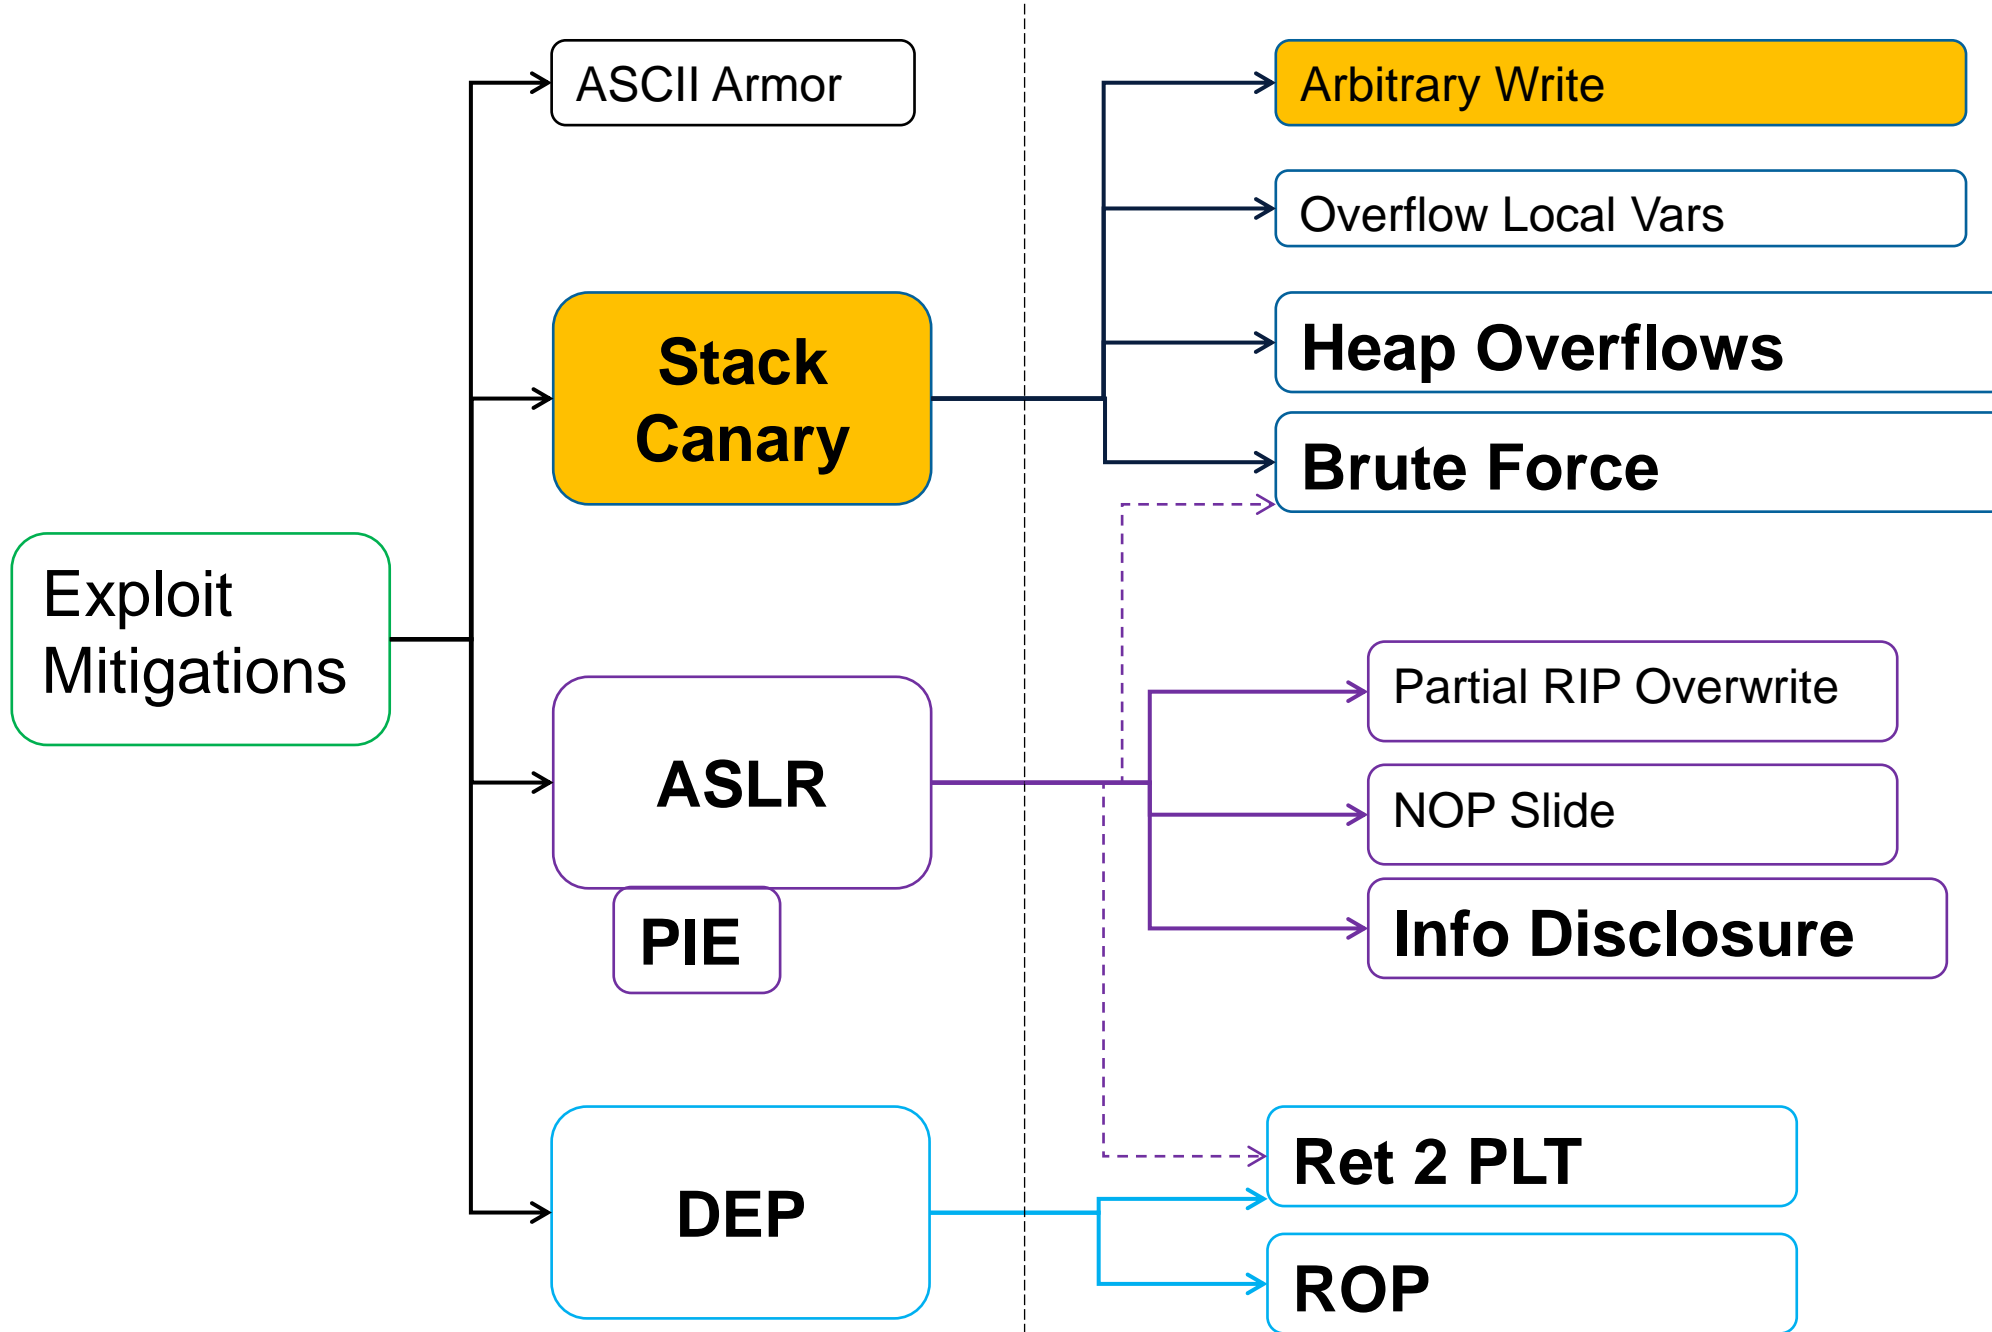 Exploit
Mitigations
ASCII Armor
Stack
Canary
ASLR
PIE
DEP
Arbitrary Write
Overflow Local Vars
Heap Overflows
Brute Force
Partial RIP Overwrite
NOP Slide
Info Disclosure
Ret 2 PLT
ROP